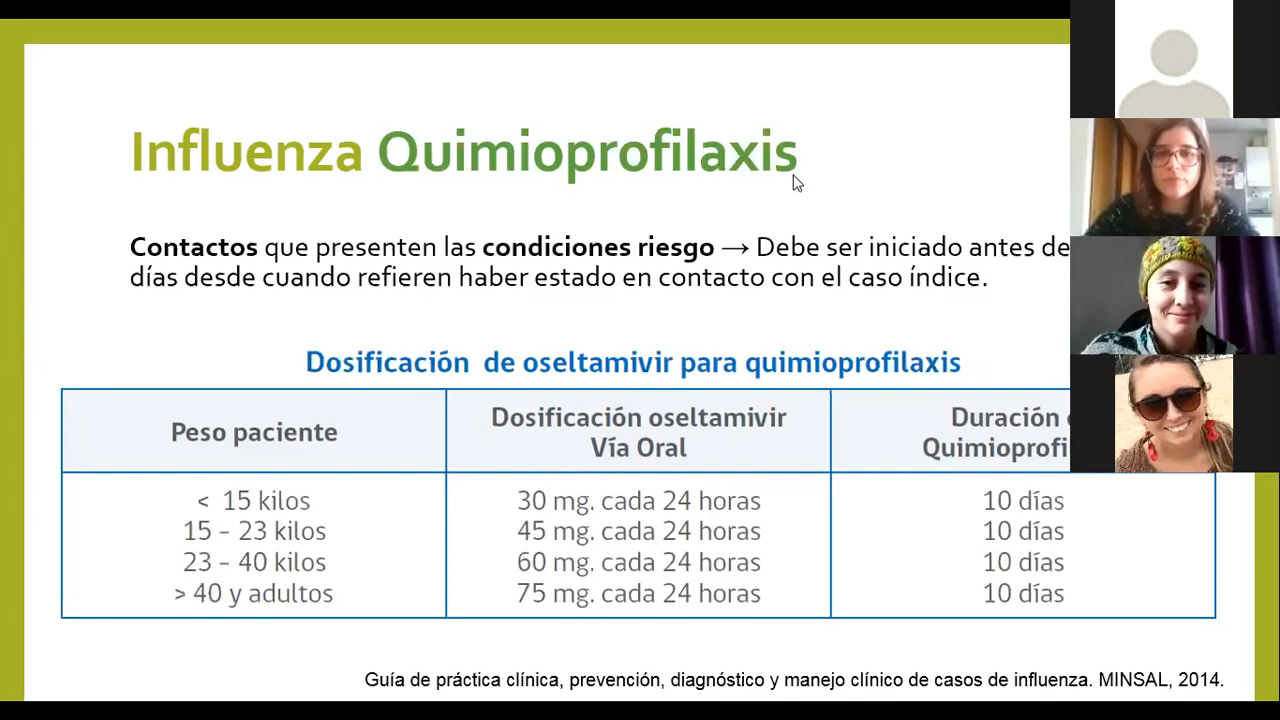 Influenza Quimioprofilaxis
Contactos que presenten las condiciones riesgo → Debe ser iniciado antes de
días desde cuando refieren haber estado en contacto con el caso índice.
Dosificación de oseltamivir para quimioprofilaxis
Peso paciente
Dosificación oseltamivir
Vía Oral
Duración
< 15 kilos 30 mg. cada 24 horas 10 días
15 - 23 kilos 45 mg. cada 24 horas 10 días
23 - 40 kilos 60 mg. cada 24 horas 10 días
> 40 y adultos 75 mg. cada 24 horas 10 días
Guía de práctica clínica, prevención, diagnóstico y manejo clínico de casos de influenza. MINSAL, 2014.